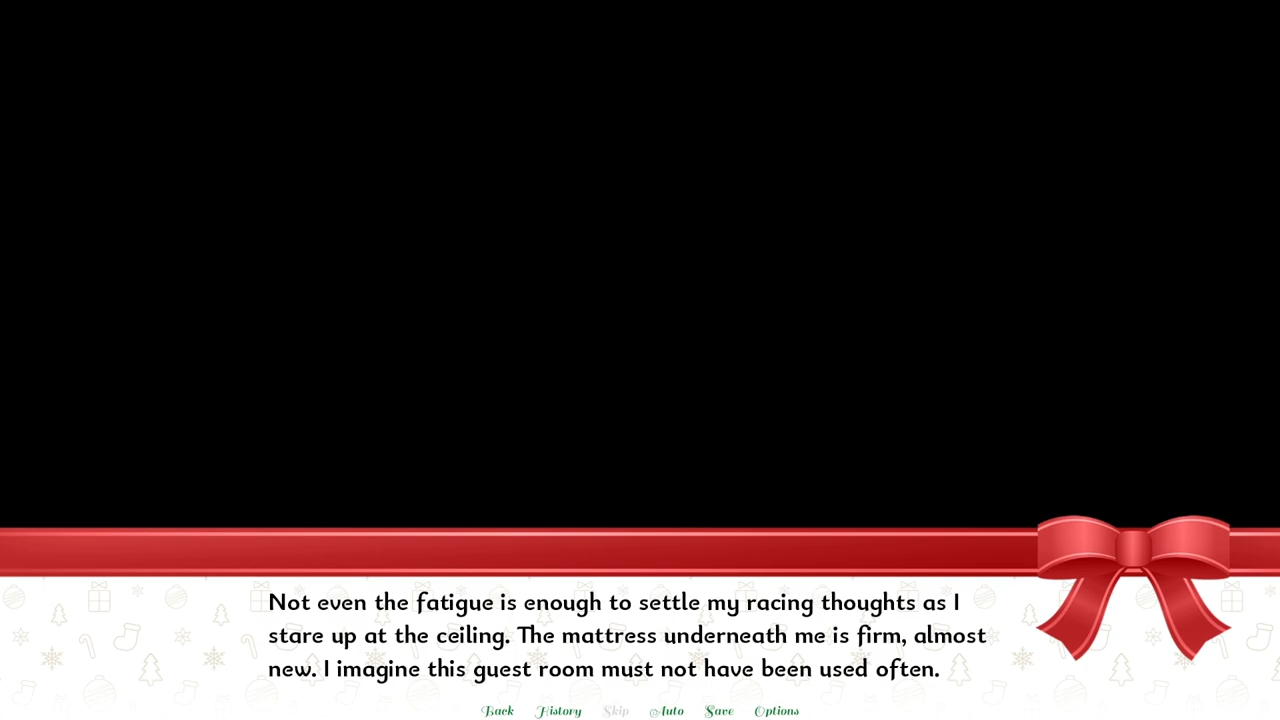 Not even the fatigue is enough to settle my racing thoughts as I
stare up at the ceiling. The mattress underneath me is firm, almost
new. I imagine this guest room must not have been used often.
Back History Skip Auto Save Options